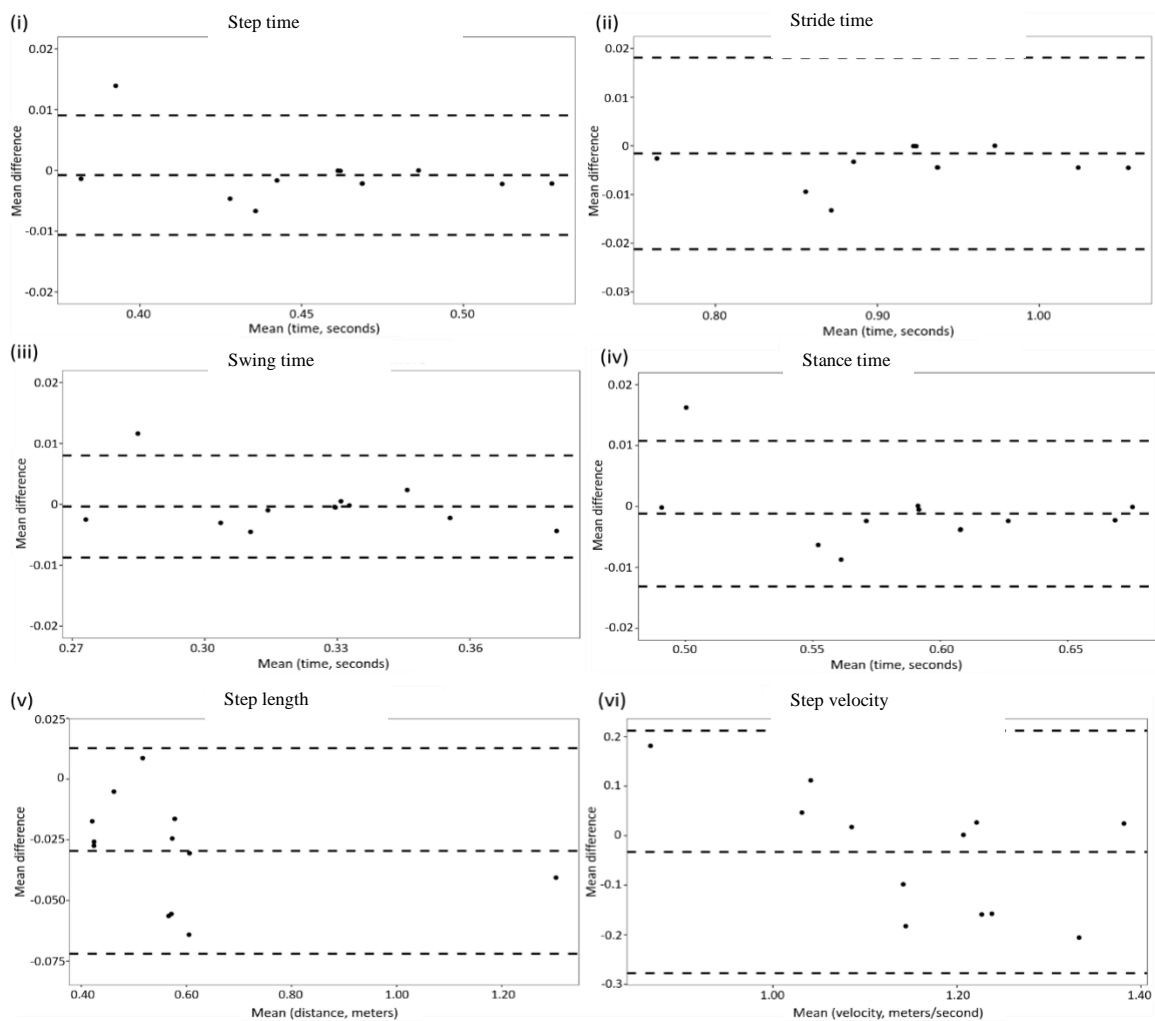 (i) Step time
0.02
0.01
0
-0.01
-0.02
Mean difference
0.40 0.45 0.50
Mean (time, seconds)
(ii) Stride time
0.02
0.01
0
-0.01
-0.02
-0.03
Mean difference
0.80 0.90 1.00
Mean (time, seconds)
(iii) Swing time
0.02
0.01
0
-0.01
-0.02
Mean difference
0.27 0.30 0.33 0.36
Mean (time, seconds)
(iv) Stance time
0.02
0.01
0
-0.01
-0.02
Mean difference
0.50 0.55 0.60 0.65
Mean (time, seconds)
(v) Step length
0.025
0
-0.025
-0.050
-0.075
Mean difference
0.40 0.60 0.80 1.00 1.20
Mean (distance, meters)
(vi) Step velocity
0.2
0.1
0
-0.1
-0.2
-0.3
Mean difference
1.00 1.20 1.40
Mean (velocity, meters/second)